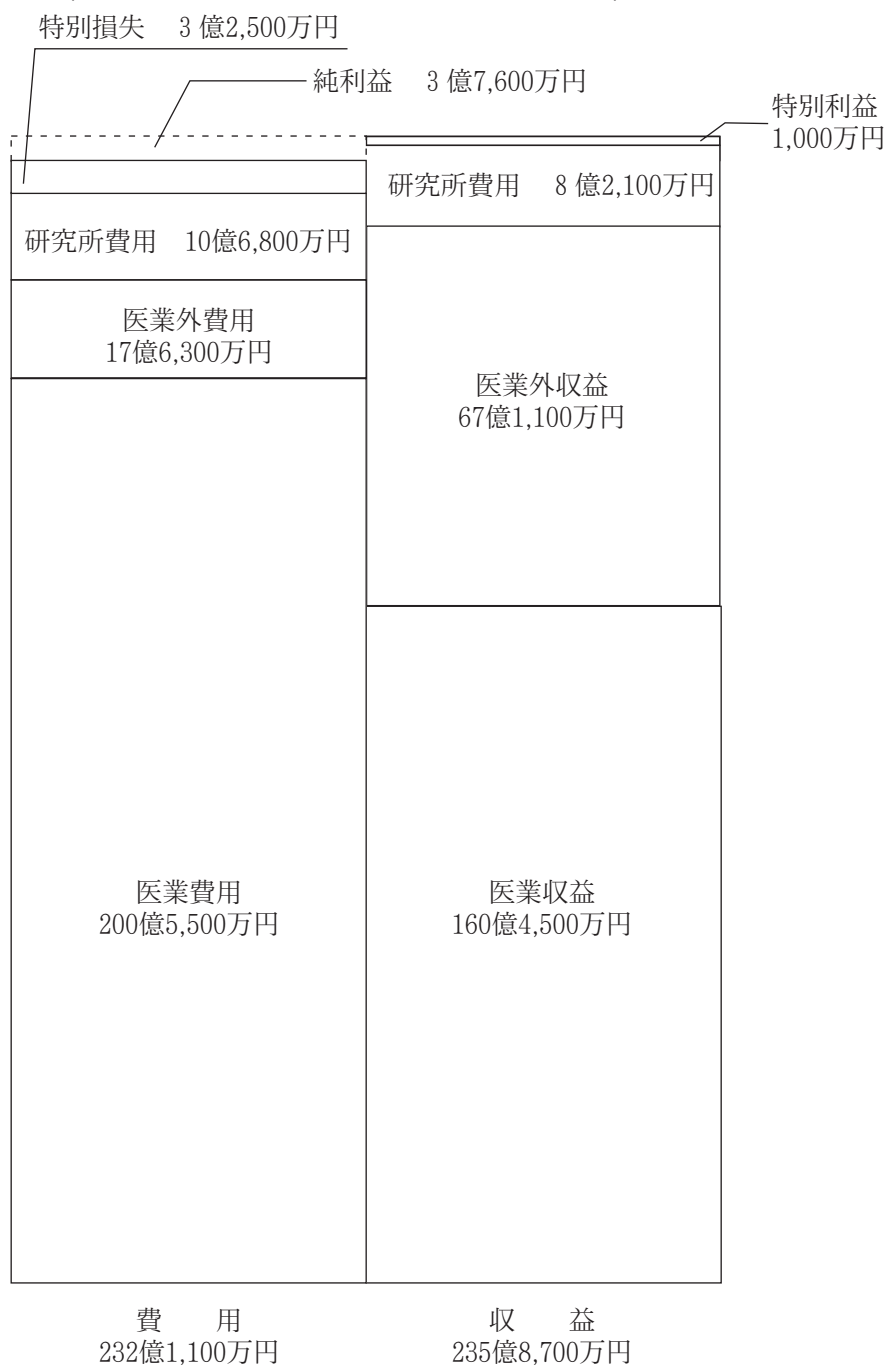 特別損失　3億2,500万円
純利益　3億7,600万円
特別利益
1,000万円
研究所費用　8億2,100万円
研究所費用　10億6,800万円
医業外費用
17億6,300万円
医業外収益
67億1,100万円
医業費用
200億5,500万円
医業収益
160億4,500万円
費　用
232億1,100万円
収　益
235億8,700万円